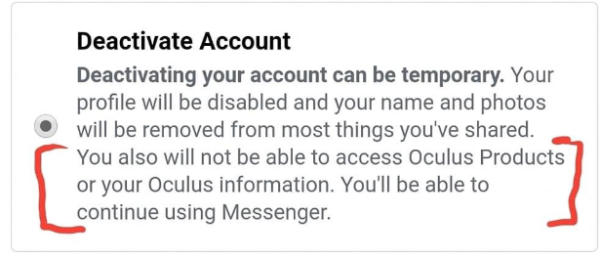 Deactivate Account
Deactivating your account can be temporary. Your
profile will be disabled and your name and photos
will be removed from most things you've shared.
You also will not be able to access Oculus Products
or your Oculus information. You'll be able to
continue using Messenger.